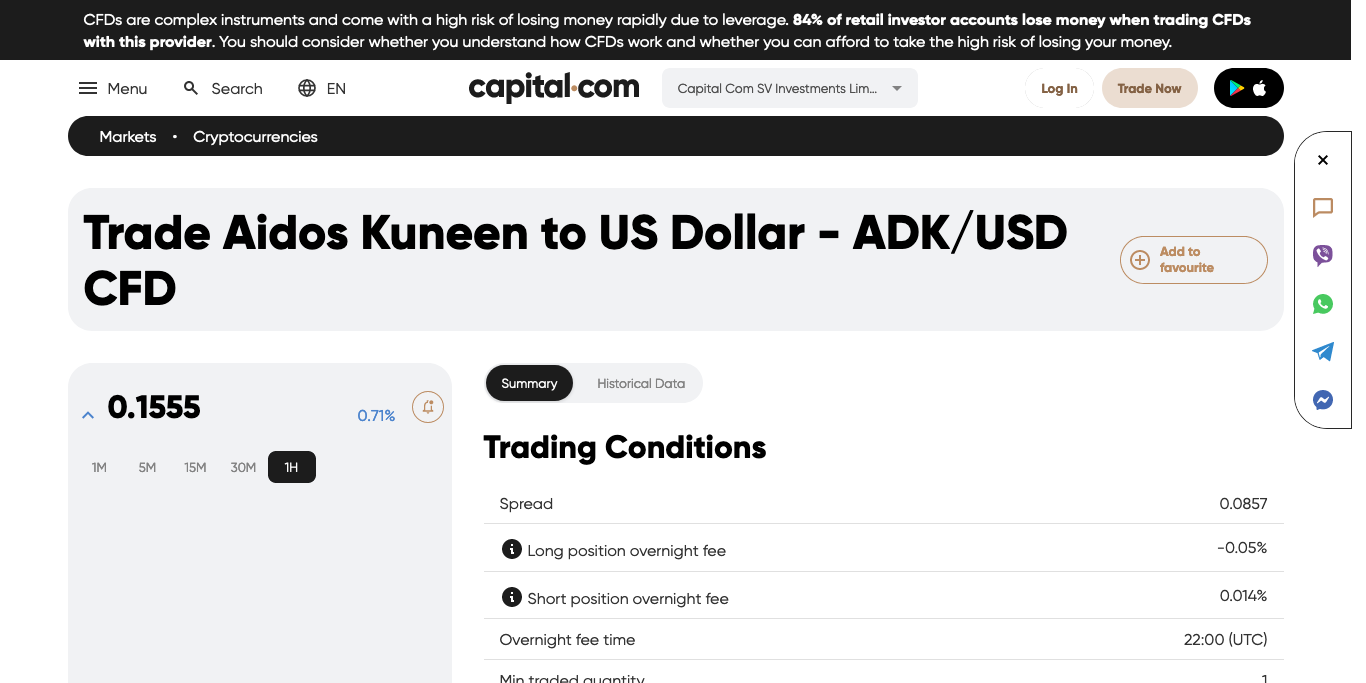 CFDs are complex instruments and come with a high risk of losing money rapidly due to leverage. 84% of retail investor accounts lose money when trading CFDs
with this provider. You should consider whether you understand how CFDs work and whether you can afford to take the high risk of losing your money.
Menu Search EN capital.com Capital Com SV Investments Lim... Log In Trade Now
Markets • Cryptocurrencies
Trade Aidos Kuneen to US Dollar - ADK/USD
CFD
Add to
favourite
0.1555 0.71%
1M 5M 15M 30M 1H
Summary Historical Data
Trading Conditions
Spread 0.0857
Long position overnight fee -0.05%
Short position overnight fee 0.014%
Overnight fee time 22:00 (UTC)
Min traded quantity 1